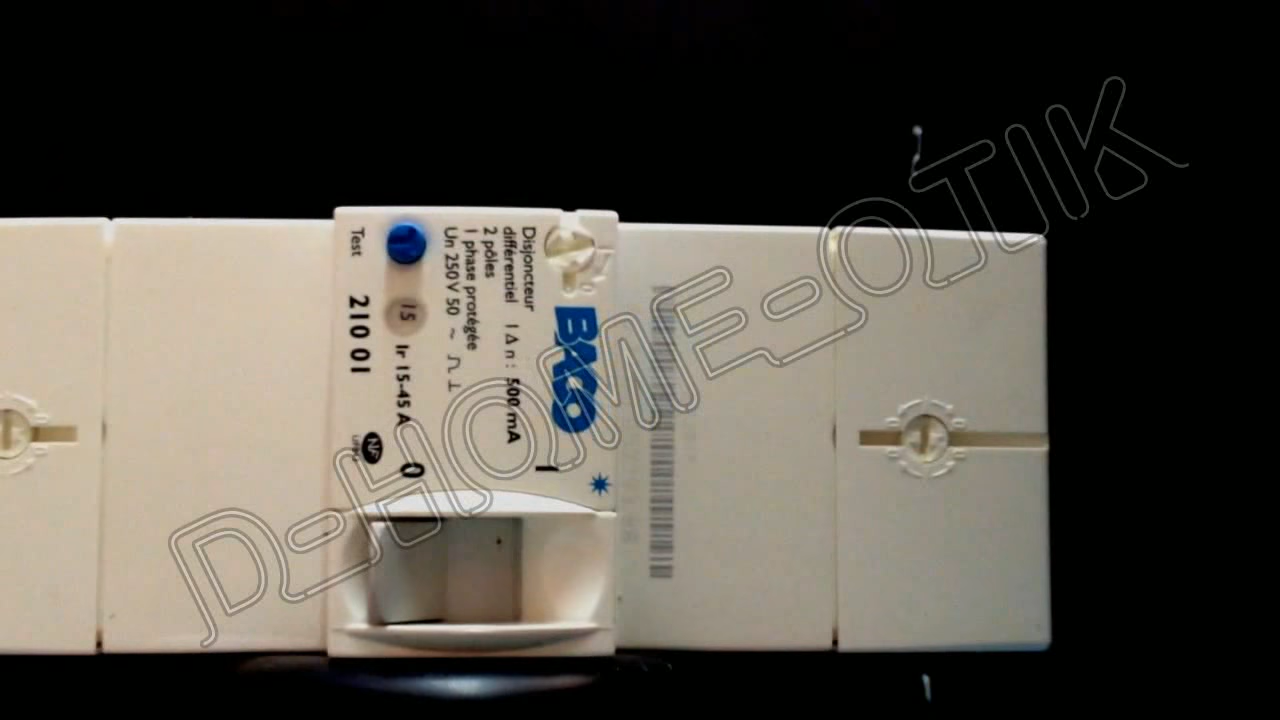 BACO
Disjoncteur
différentiel I Δ n : 500 mA
2 pôles
1 phase protégée
Un 250V 50 ~
15 Ir 15-45 A
Test 210 01
NF
I
0
D-HOME-OTIK